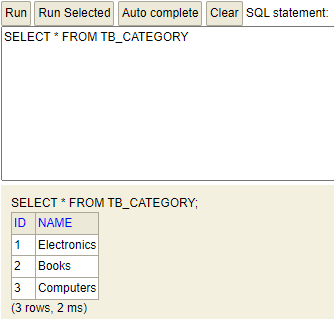 Run Run Selected Auto complete Clear SQL statement:
SELECT * FROM TB_CATEGORY
SELECT * FROM TB_CATEGORY;
ID NAME
1 Electronics
2 Books
3 Computers
(3 rows, 2 ms)